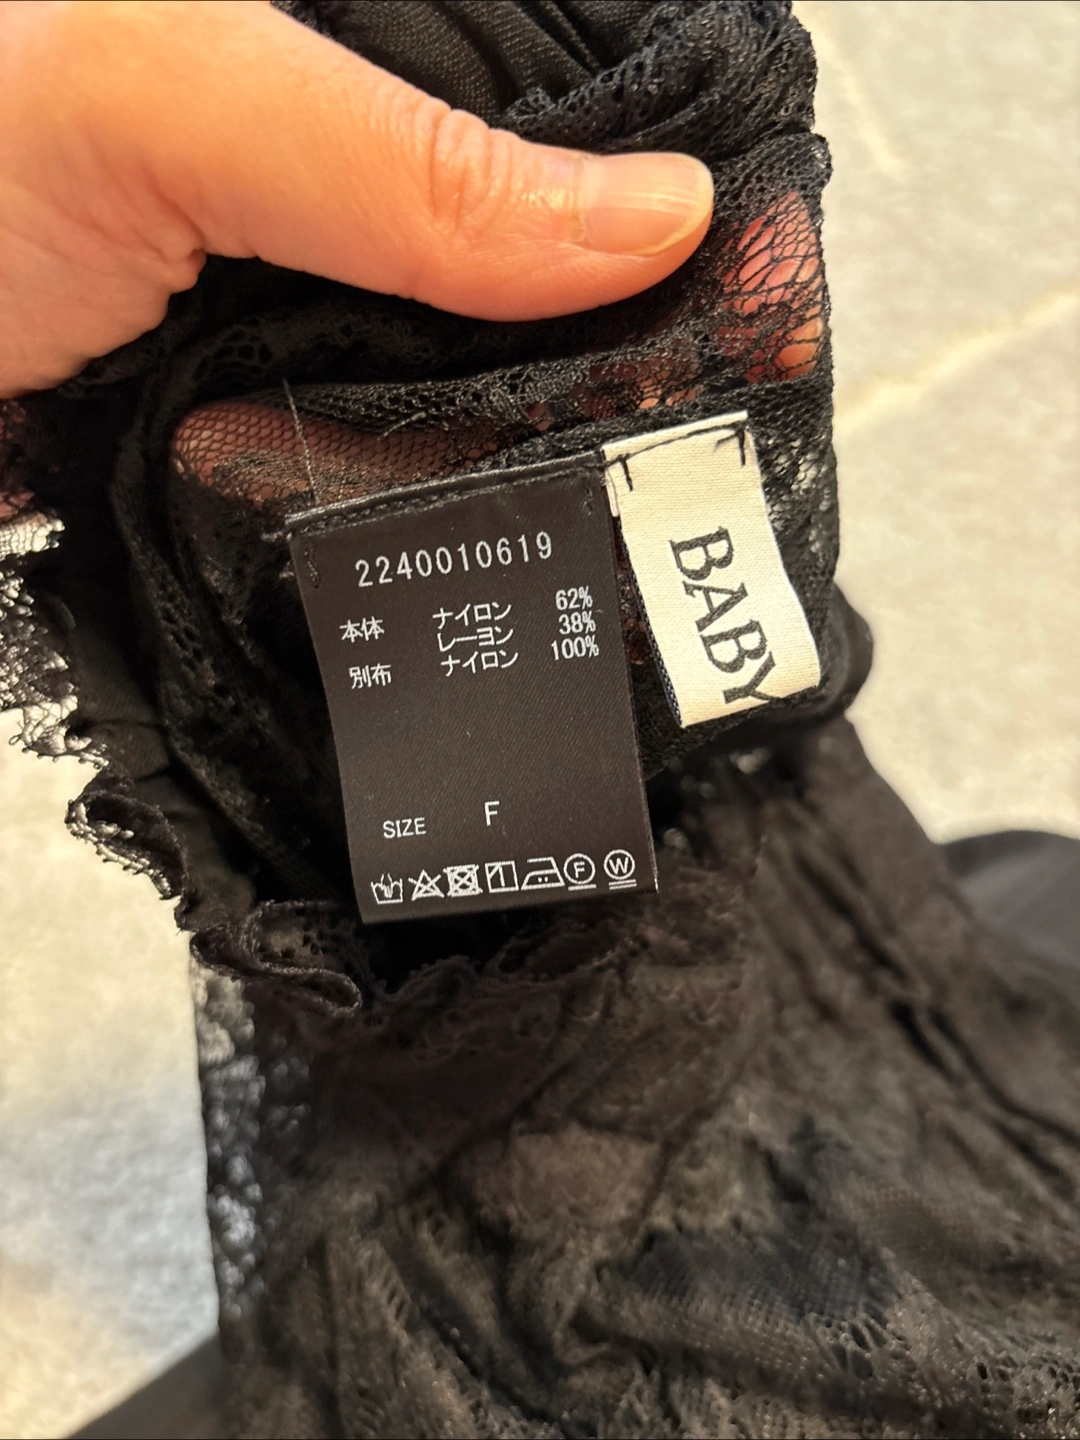 2240010619
本体 ナイロン 62%
レーヨン 38%
別布 ナイロン 100%
SIZE F
F W
BABY